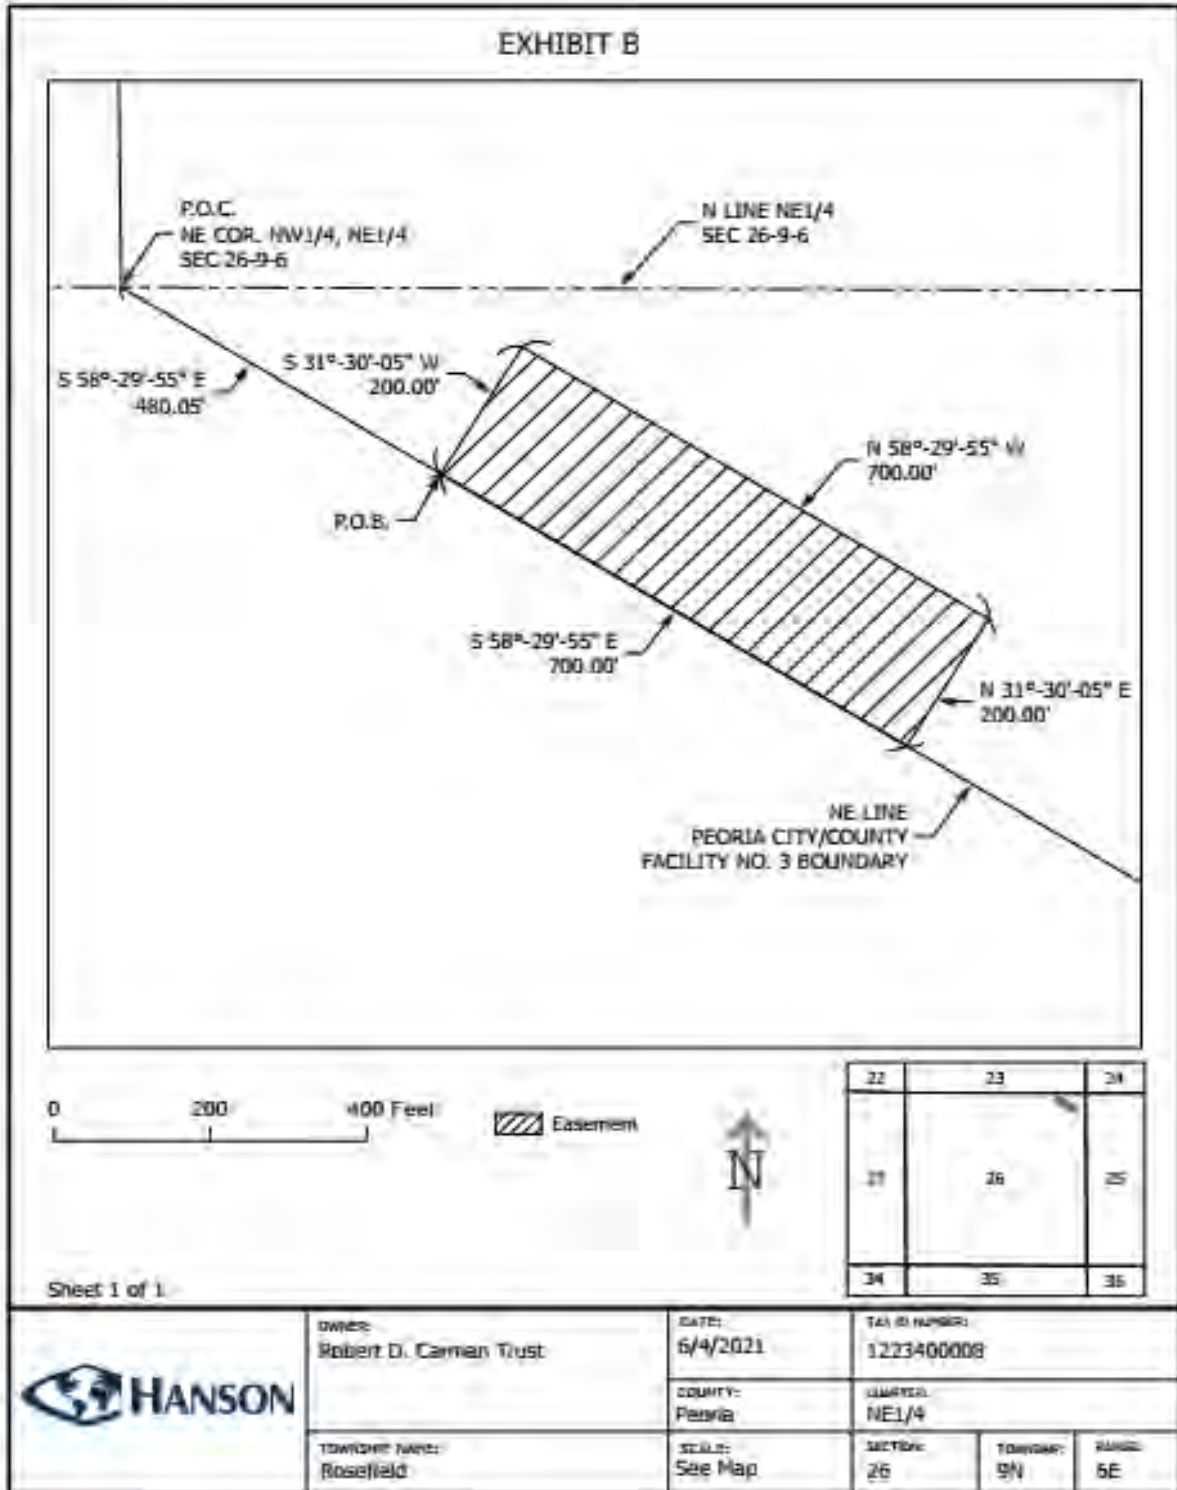 EXHIBIT B
P.O.C.
NE COR. NW1/4, NE1/4
SEC 26-9-6
N LINE NE1/4
SEC 26-9-6
S 58°-29'-55" E
480.05'
S 31°-30'-05" W
200.00'
N 58°-29'-55" W
700.00'
P.O.B.
S 58°-29'-55" E
700.00'
N 31°-30'-05" E
200.00'
NE LINE
PEORIA CITY/COUNTY
FACILITY NO. 3 BOUNDARY
0 200 400 Feet
Easemen
N
22 23 24
27 26 25
34 35 36
Sheet 1 of 1
HANSON
OWNER:
Robert D. Carman Trust
DATE:
6/4/2021
TAX ID NUMBER:
1223400008
COUNTY:
Peoria
QUARTER:
NE1/4
TOWNSHIP NAME:
Rosefield
SCALE:
See Map
SECTION:
26
TOWNSHIP:
9N
RANGE:
6E